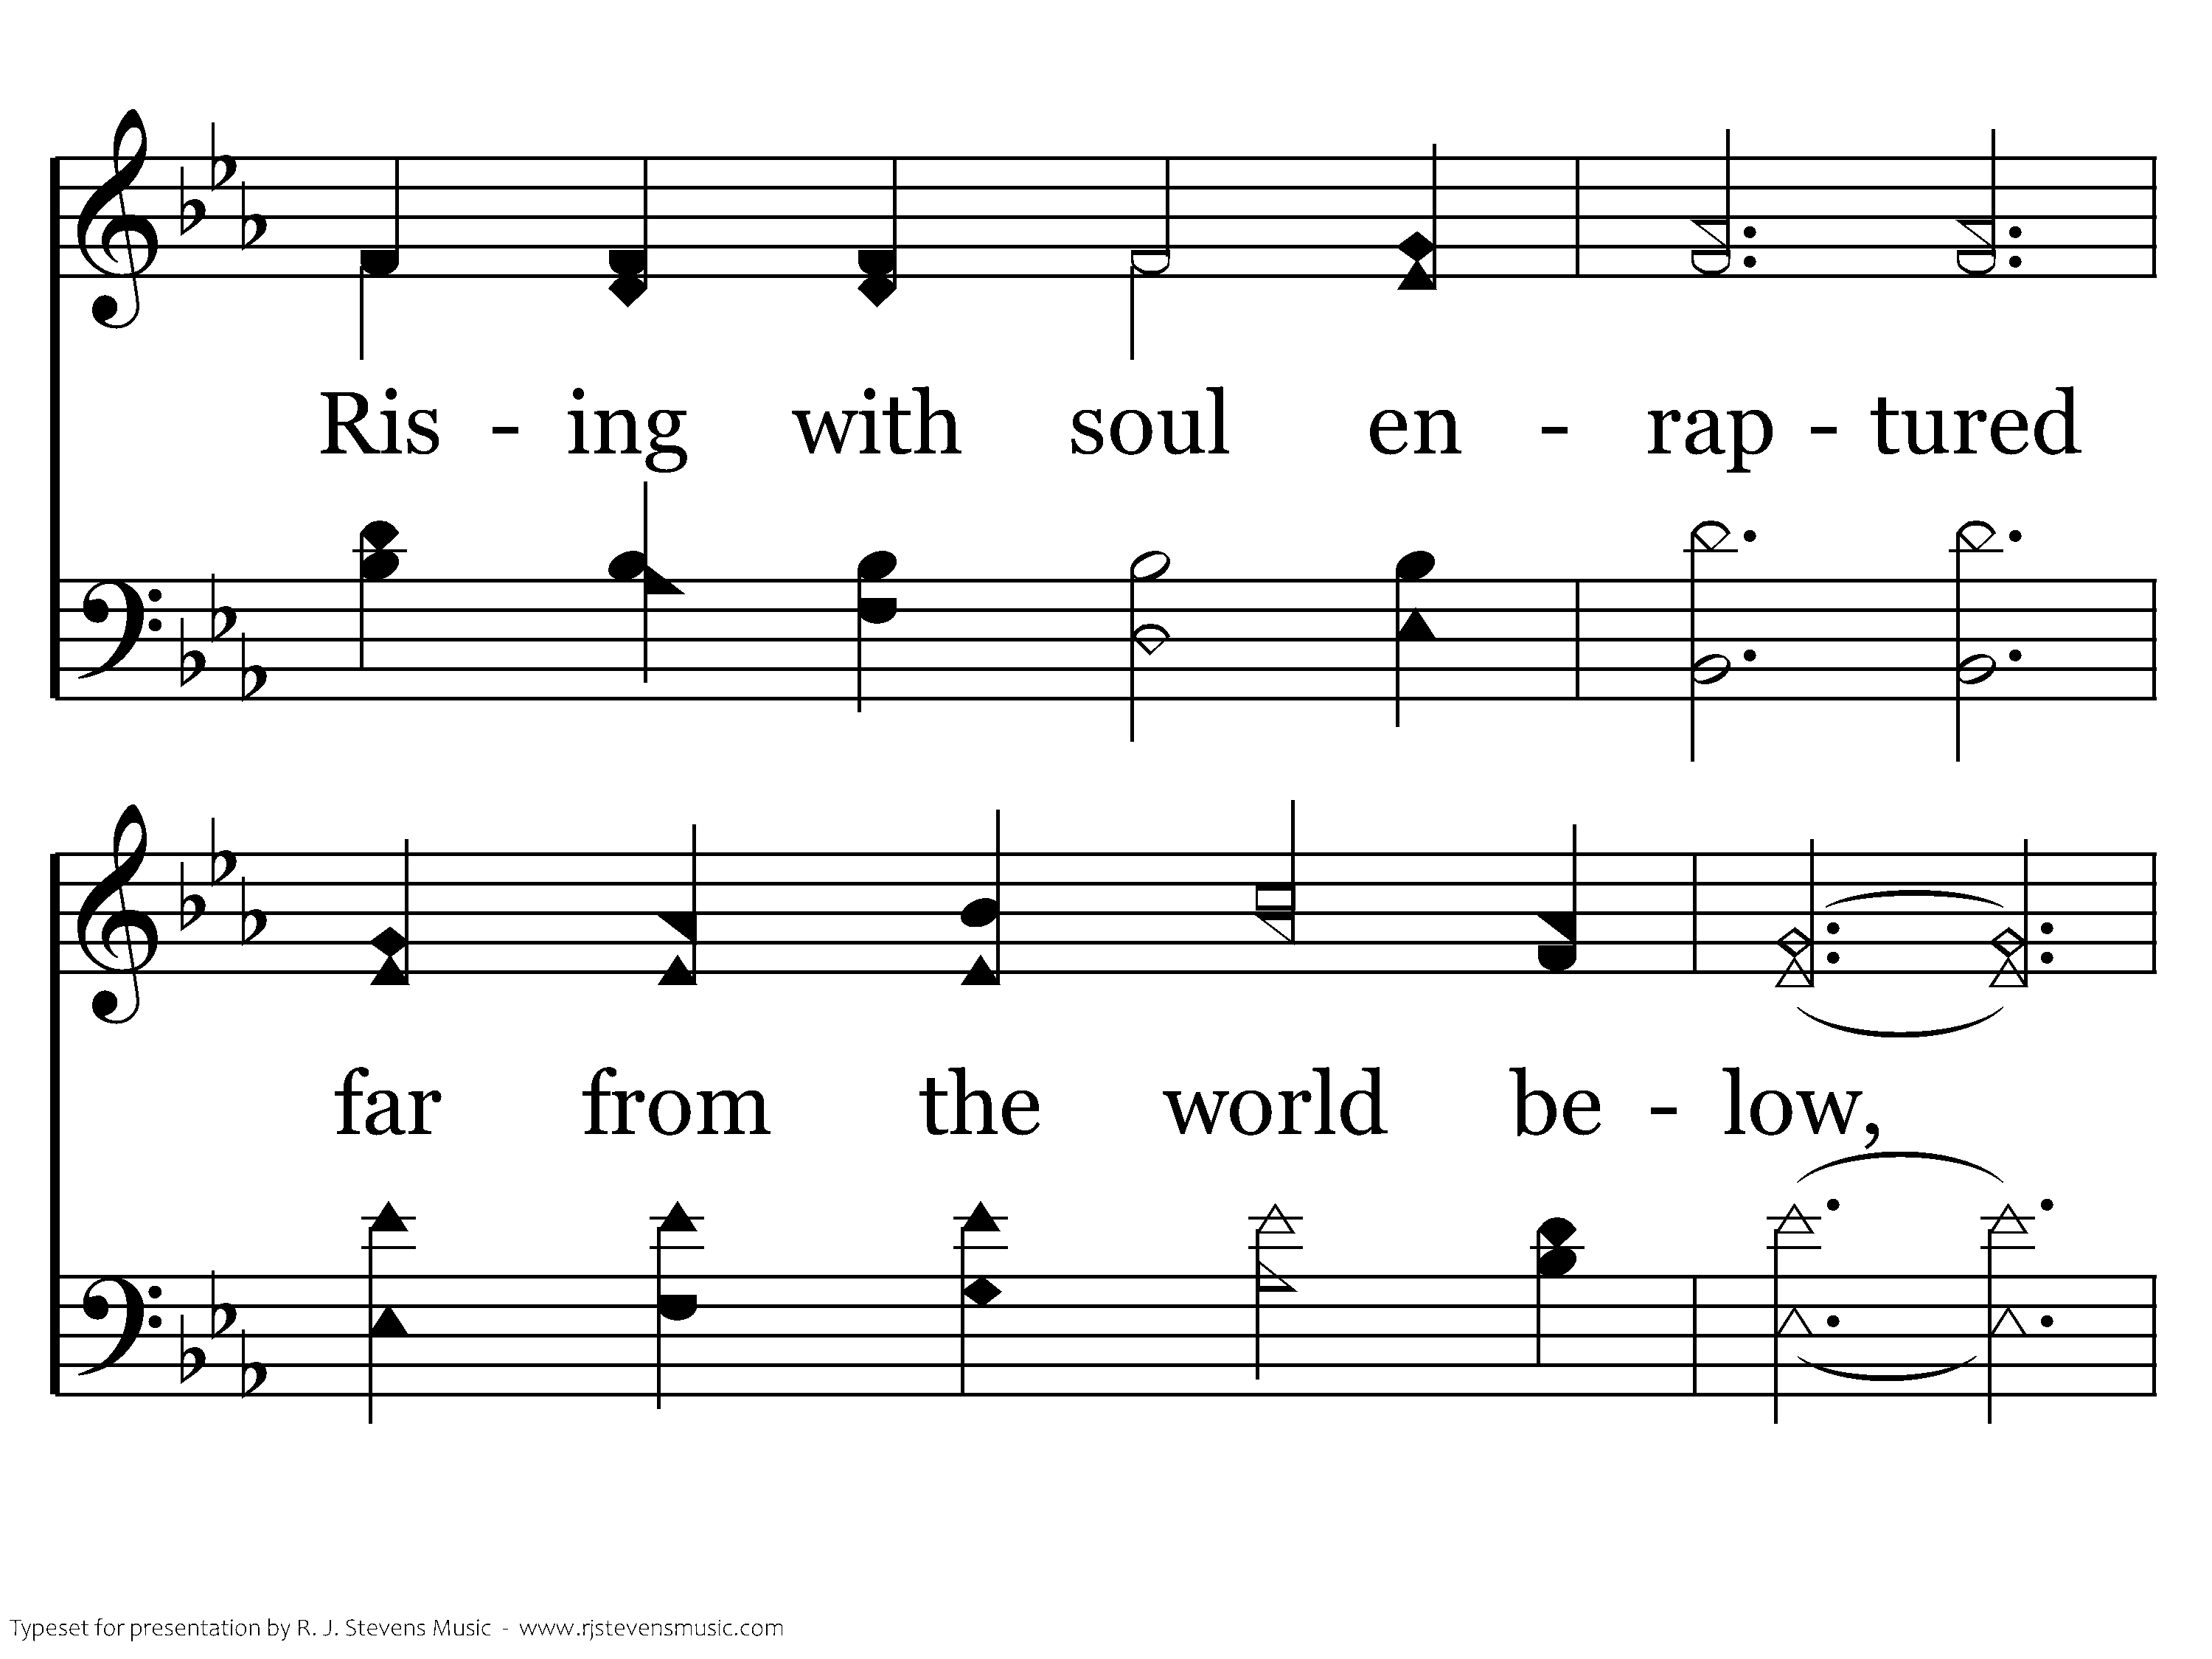 Ris - ing with soul en - rap - tured
far from the world be - low,
Typeset for presentation by R. J. Stevens Music - www.rjstevensmusic.com